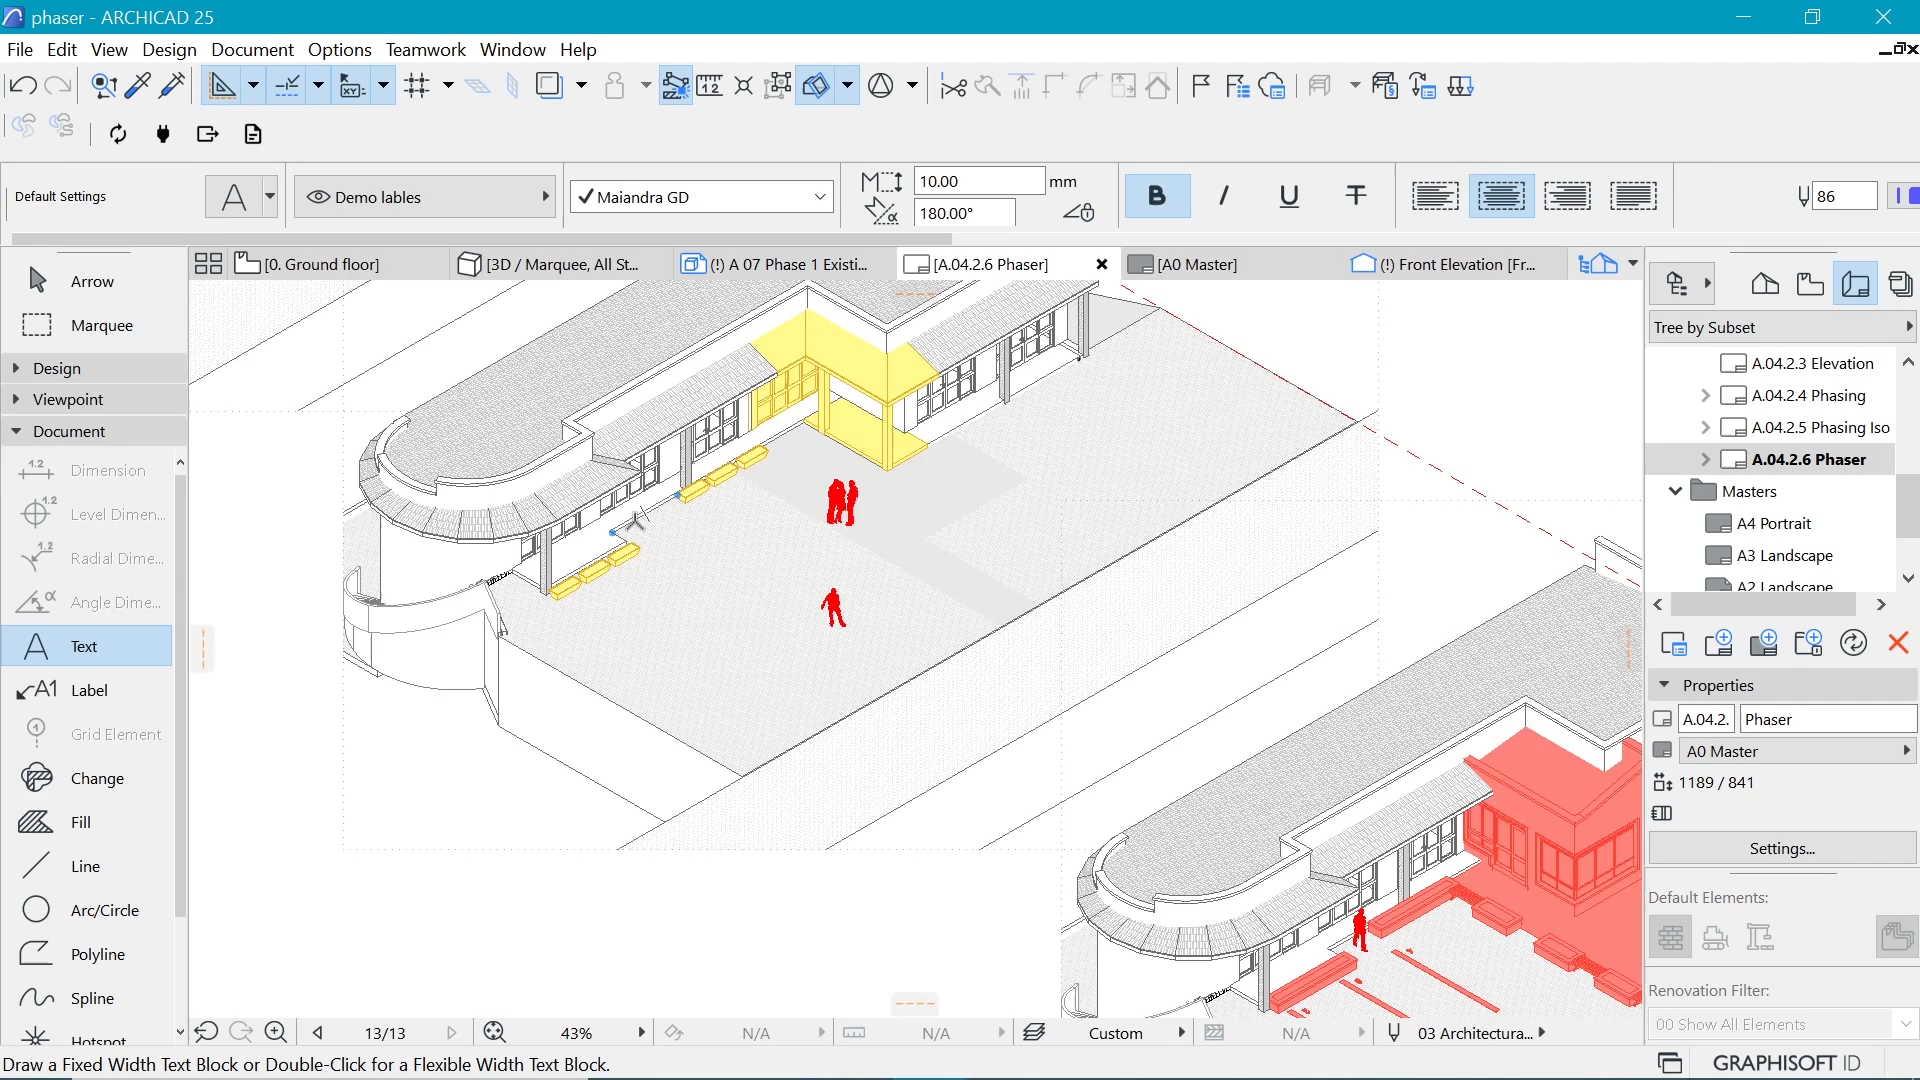 phaser - ARCHICAD 25
File Edit View Design Document Options Teamwork Window Help
Default Settings
Demo lables
Maiandra GD
10.00 mm
180.00°
86
[0. Ground floor]
[3D / Marquee, All St...
(!) A 07 Phase 1 Existi...
[A.04.2.6 Phaser]
[A0 Master]
(!) Front Elevation [Fr...
Arrow
Marquee
Design
Viewpoint
Document
Dimension
Level Dimen...
Radial Dime...
Angle Dime...
Text
Label
Grid Element
Change
Fill
Line
Arc/Circle
Polyline
Spline
Hotspot
Tree by Subset
A.04.2.3 Elevation
A.04.2.4 Phasing
A.04.2.5 Phasing Iso
A.04.2.6 Phaser
Masters
A4 Portrait
A3 Landscape
A2 Landscape
Properties
A.04.2. Phaser
A0 Master
1189 / 841
Settings...
Default Elements:
Renovation Filter:
00 Show All Elements
13/13 43% N/A N/A Custom N/A 03 Architectura...
Draw a Fixed Width Text Block or Double-Click for a Flexible Width Text Block.
GRAPHISOFT ID